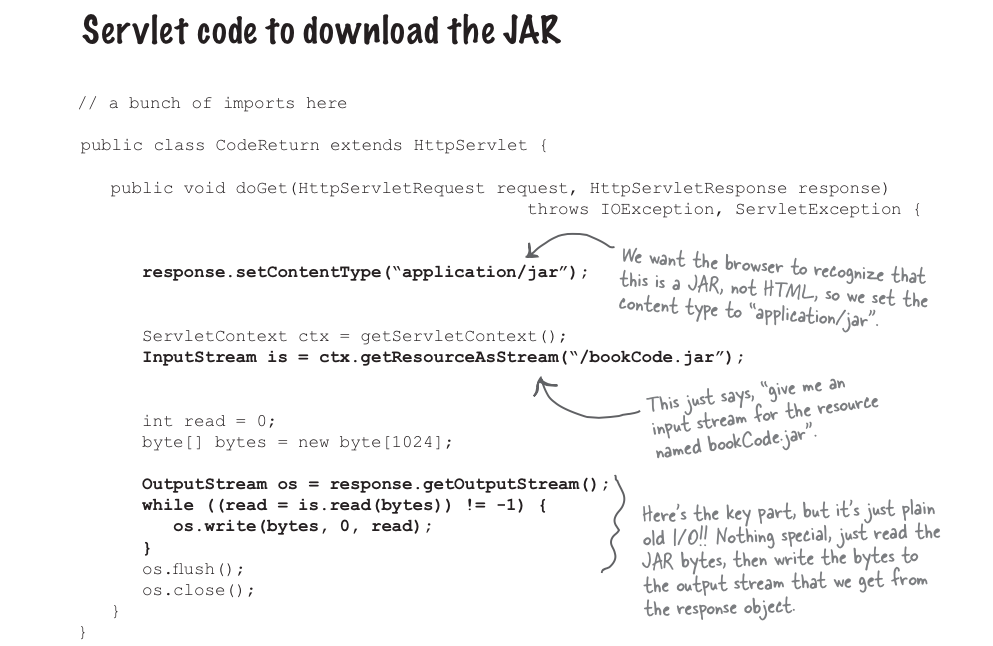 Servlet code to download the JAR
// a bunch of imports here
public class CodeReturn extends HttpServlet {
public void doGet(HttpServletRequest request, HttpServletResponse response)
throws IOException, ServletException {
response.setContentType(“application/jar”);
We want the browser to recognize that
this is a JAR, not HTML, so we set the
content type to “application/jar”.
ServletContext ctx = getServletContext();
InputStream is = ctx.getResourceAsStream(“/bookCode.jar”);
This just says, “give me an
input stream for the resource
named bookCode.jar”.
int read = 0;
byte[] bytes = new byte[1024];
OutputStream os = response.getOutputStream();
while ((read = is.read(bytes)) != -1) {
os.write(bytes, 0, read);
}
os.flush();
os.close();
}
}
Here’s the key part, but it’s just plain
old I/O!! Nothing special, just read the
JAR bytes, then write the bytes to
the output stream that we get from
the response object.